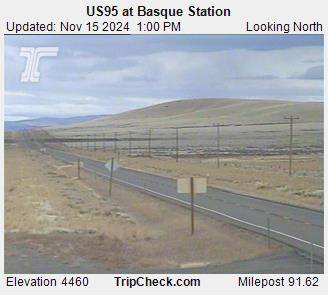 US95 at Basque Station
Updated: Nov 15 2024 1:00 PM Looking North
Elevation 4460 TripCheck.com Milepost 91.62